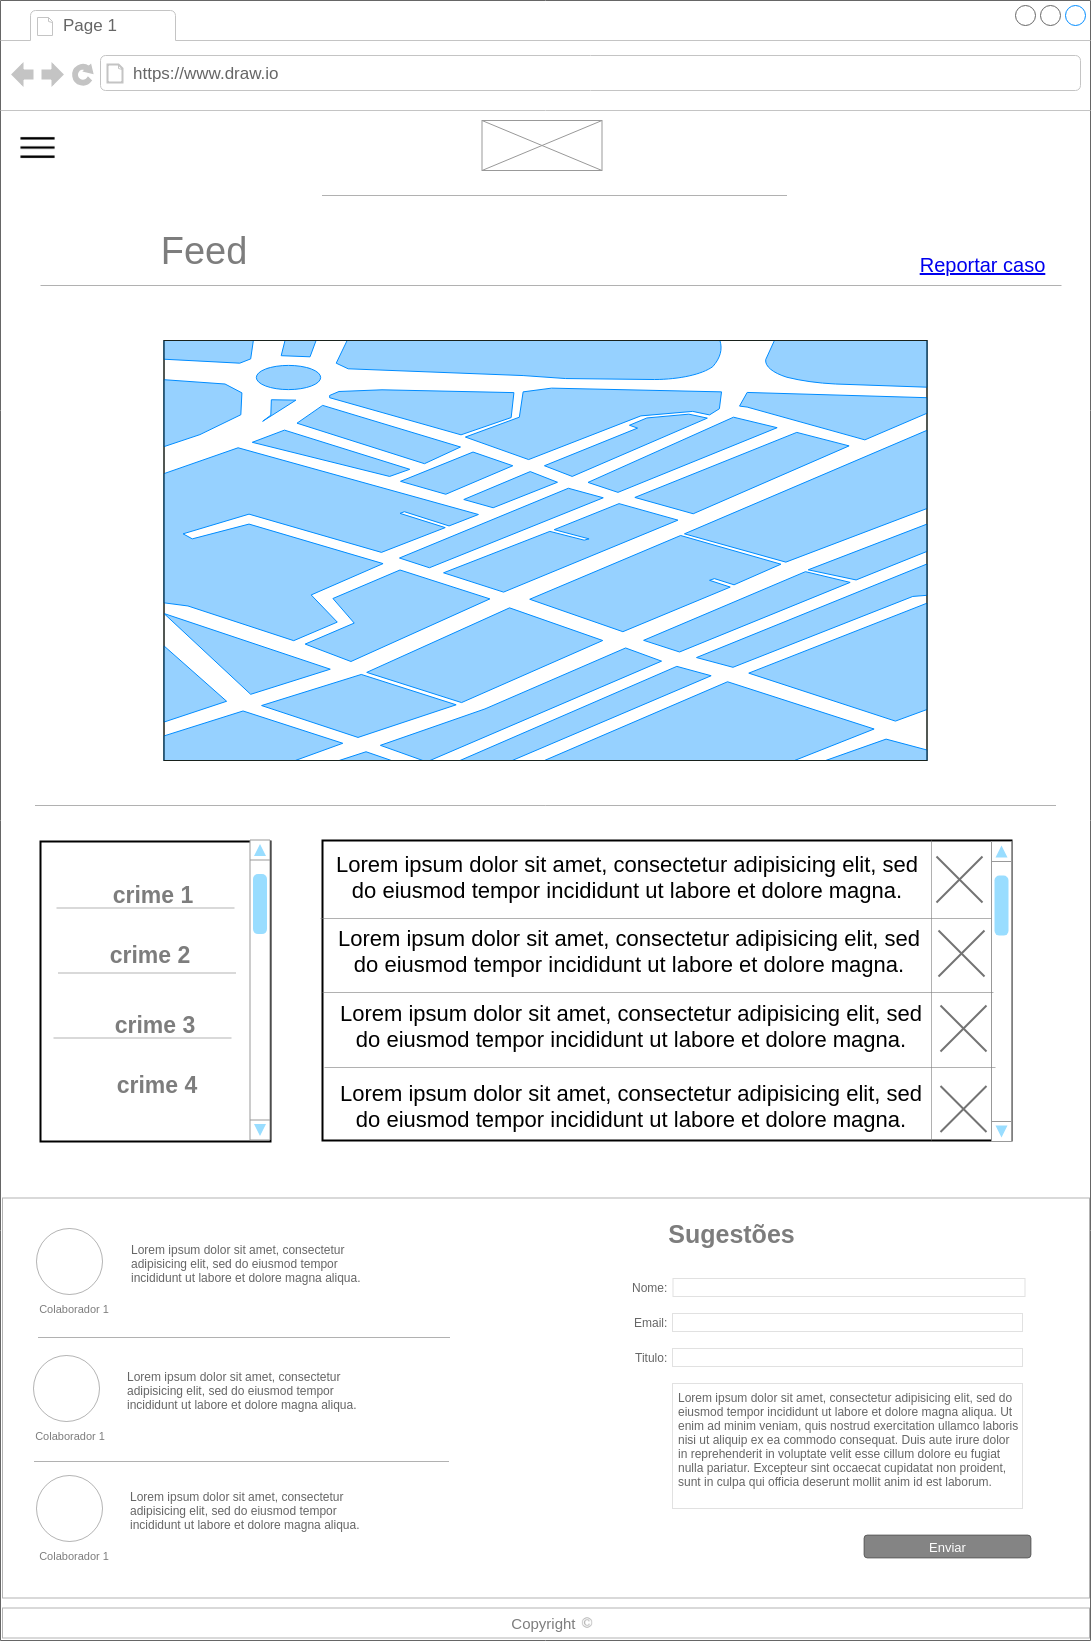 Page 1
https://www.draw.io
Feed
Reportar caso
crime 1
crime 2
crime 3
crime 4
Lorem ipsum dolor sit amet, consectetur adipisicing elit, sed
do eiusmod tempor incididunt ut labore et dolore magna.
Lorem ipsum dolor sit amet, consectetur adipisicing elit, sed
do eiusmod tempor incididunt ut labore et dolore magna.
Lorem ipsum dolor sit amet, consectetur adipisicing elit, sed
do eiusmod tempor incididunt ut labore et dolore magna.
Lorem ipsum dolor sit amet, consectetur adipisicing elit, sed
do eiusmod tempor incididunt ut labore et dolore magna.
Lorem ipsum dolor sit amet, consectetur
adipisicing elit, sed do eiusmod tempor
incididunt ut labore et dolore magna aliqua.
Colaborador 1
Lorem ipsum dolor sit amet, consectetur
adipisicing elit, sed do eiusmod tempor
incididunt ut labore et dolore magna aliqua.
Colaborador 1
Lorem ipsum dolor sit amet, consectetur
adipisicing elit, sed do eiusmod tempor
incididunt ut labore et dolore magna aliqua.
Colaborador 1
Sugestões
Nome:
Email:
Titulo:
Lorem ipsum dolor sit amet, consectetur adipisicing elit, sed do
eiusmod tempor incididunt ut labore et dolore magna aliqua. Ut
enim ad minim veniam, quis nostrud exercitation ullamco laboris
nisi ut aliquip ex ea commodo consequat. Duis aute irure dolor
in reprehenderit in voluptate velit esse cillum dolore eu fugiat
nulla pariatur. Excepteur sint occaecat cupidatat non proident,
sunt in culpa qui officia deserunt mollit anim id est laborum.
Enviar
Copyright ©